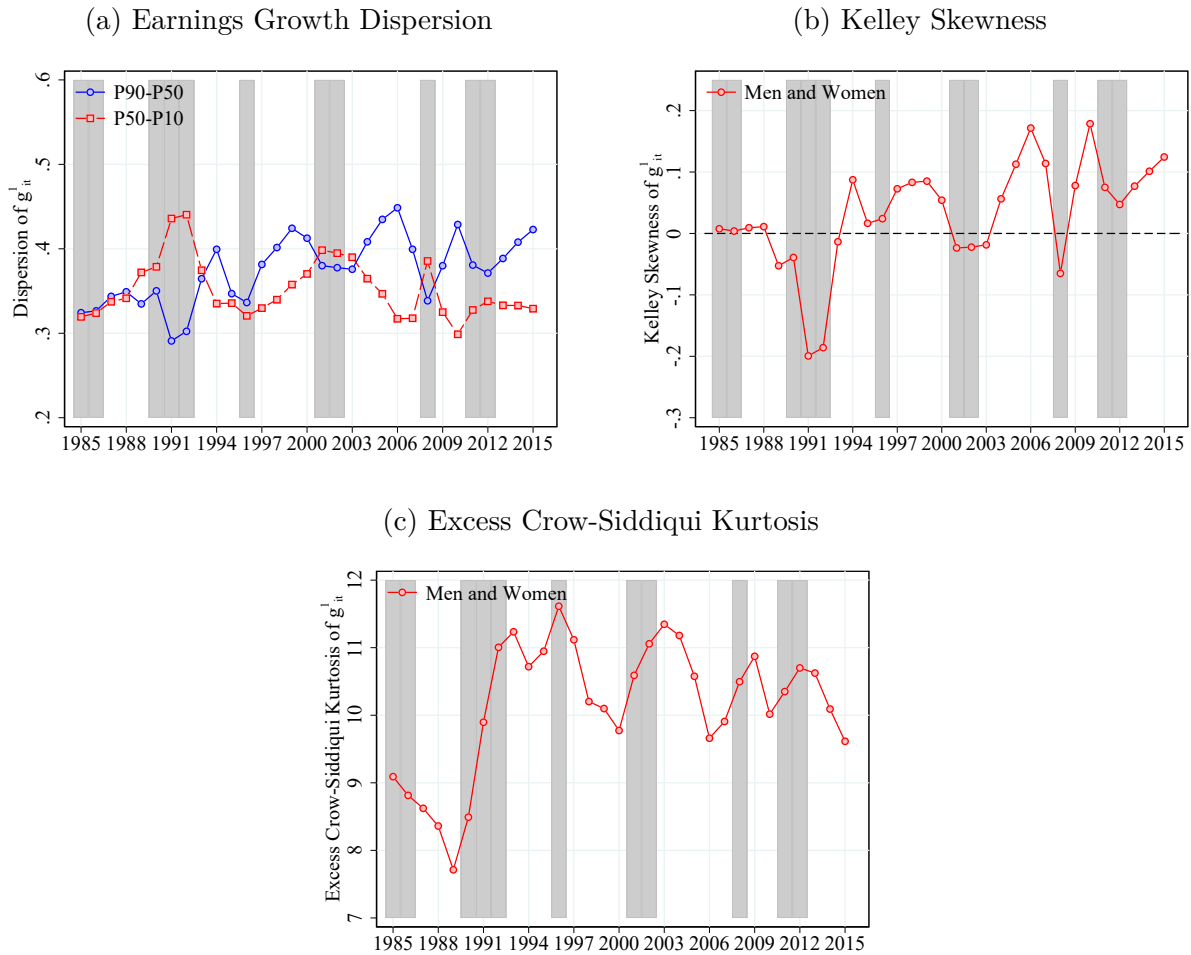 (a) Earnings Growth Dispersion
Dispersion of g¹ᵢₜ
.6
.5
.4
.3
.2
P90-P50
P50-P10
1985 1988 1991 1994 1997 2000 2003 2006 2009 2012 2015
(b) Kelley Skewness
Kelley Skewness of g¹ᵢₜ
.2
.1
0
-.1
-.2
-.3
Men and Women
1985 1988 1991 1994 1997 2000 2003 2006 2009 2012 2015
(c) Excess Crow-Siddiqui Kurtosis
Excess Crow-Siddiqui Kurtosis of g¹ᵢₜ
12
11
10
9
8
7
Men and Women
1985 1988 1991 1994 1997 2000 2003 2006 2009 2012 2015